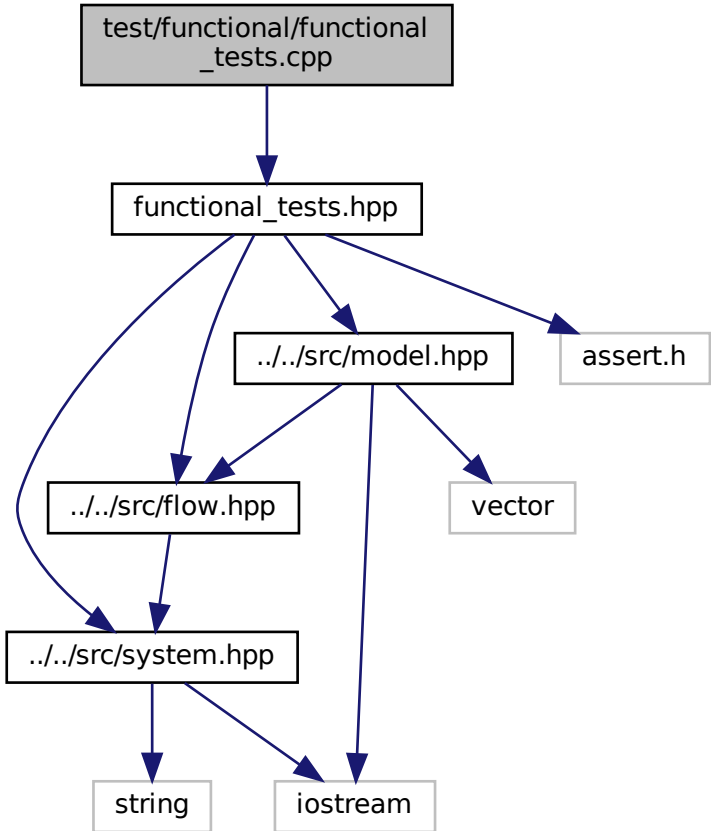 test/functional/functional
_tests.cpp
functional_tests.hpp
../../src/model.hpp
assert.h
../../src/flow.hpp
vector
../../src/system.hpp
string
iostream